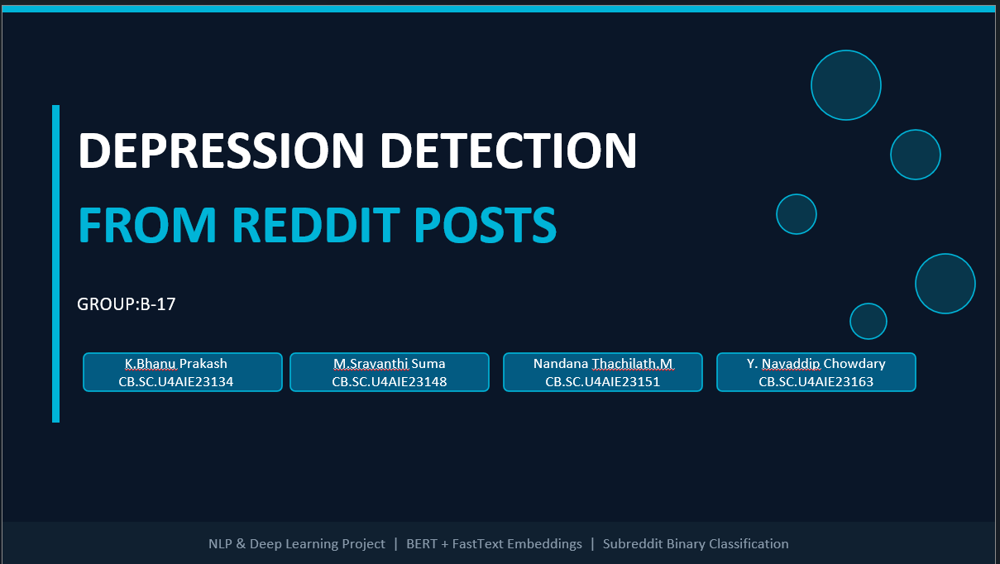 DEPRESSION DETECTION
FROM REDDIT POSTS
GROUP:B-17
K.Bhanu Prakash
CB.SC.U4AIE23134
M.Sravanthi Suma
CB.SC.U4AIE23148
Nandana Thachilath.M
CB.SC.U4AIE23151
Y. Navaddip Chowdary
CB.SC.U4AIE23163
NLP & Deep Learning Project | BERT + FastText Embeddings | Subreddit Binary Classification